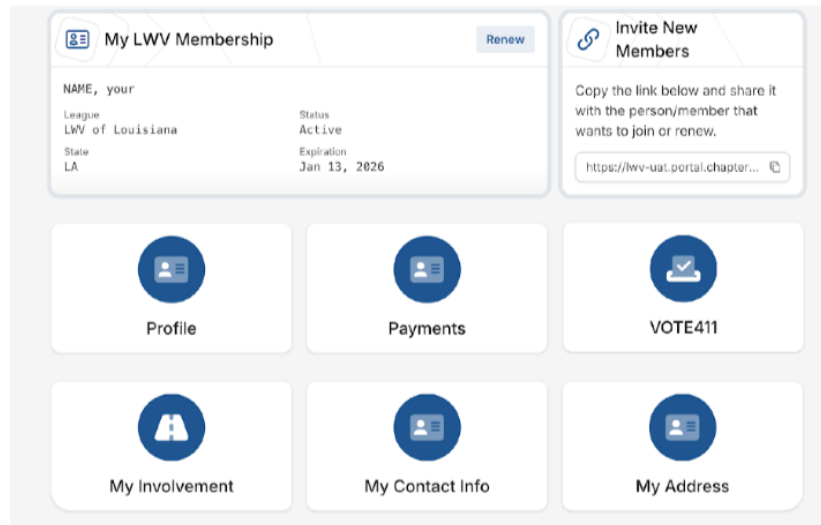 My LWV Membership
Renew
NAME, your
League
LWV of Louisiana
Status
Active
State
LA
Expiration
Jan 13, 2026
Invite New
Members
Copy the link below and share it
with the person/member that
wants to join or renew.
https://lwv-uat.portal.chapter...
Profile
Payments
VOTE411
My Involvement
My Contact Info
My Address